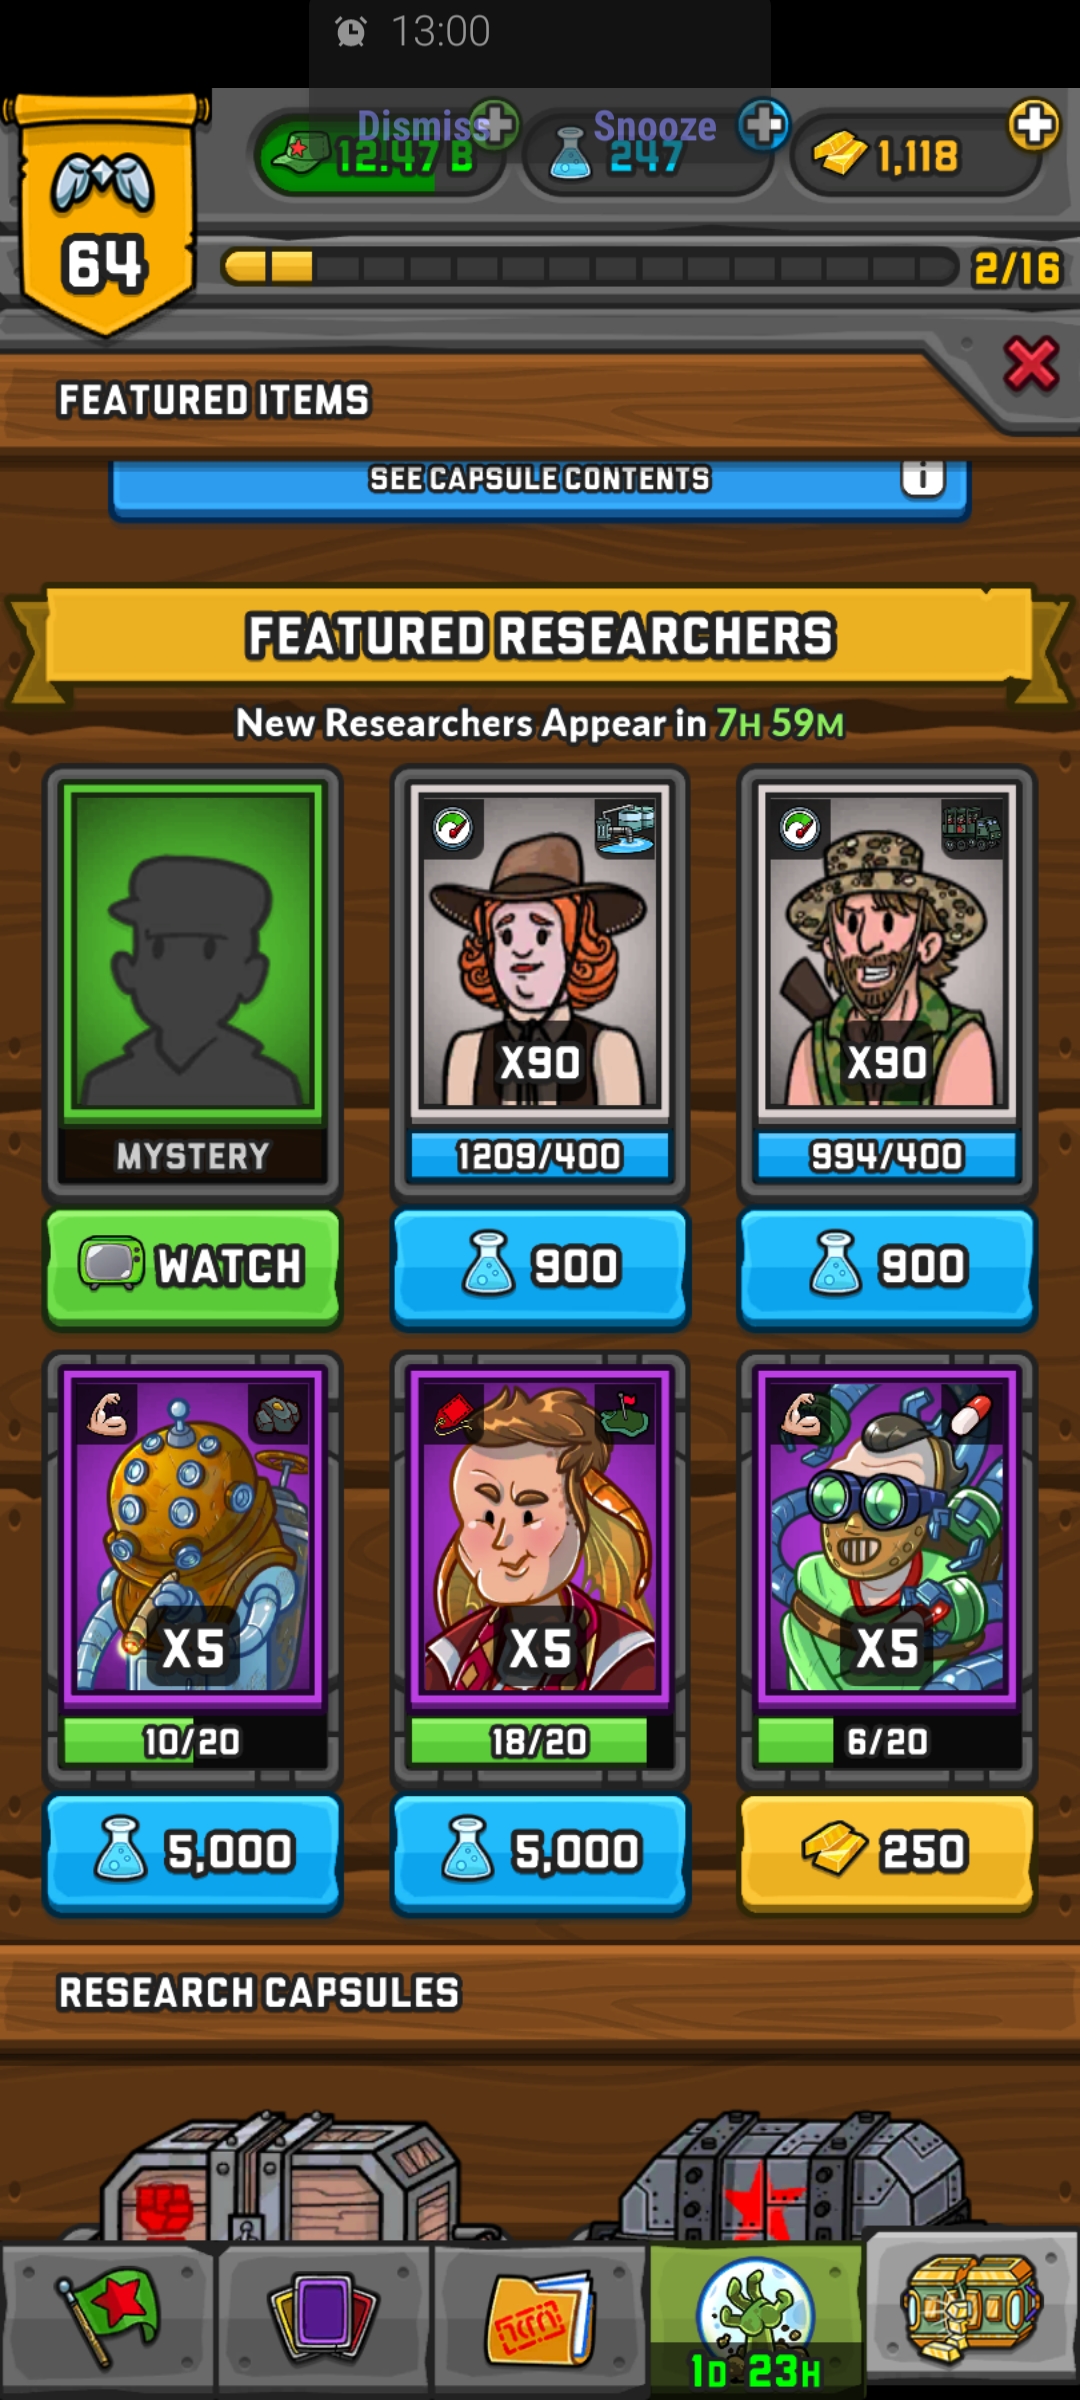 13:00
Dismiss Snooze
12.47 B 247 1,118
64
2/16
FEATURED ITEMS
SEE CAPSULE CONTENTS i
FEATURED RESEARCHERS
New Researchers Appear in 7H 59M
X90 X90
MYSTERY 1209/400 994/400
WATCH 900 900
X5 X5 X5
10/20 18/20 6/20
5,000 5,000 250
RESEARCH CAPSULES
1D 23H